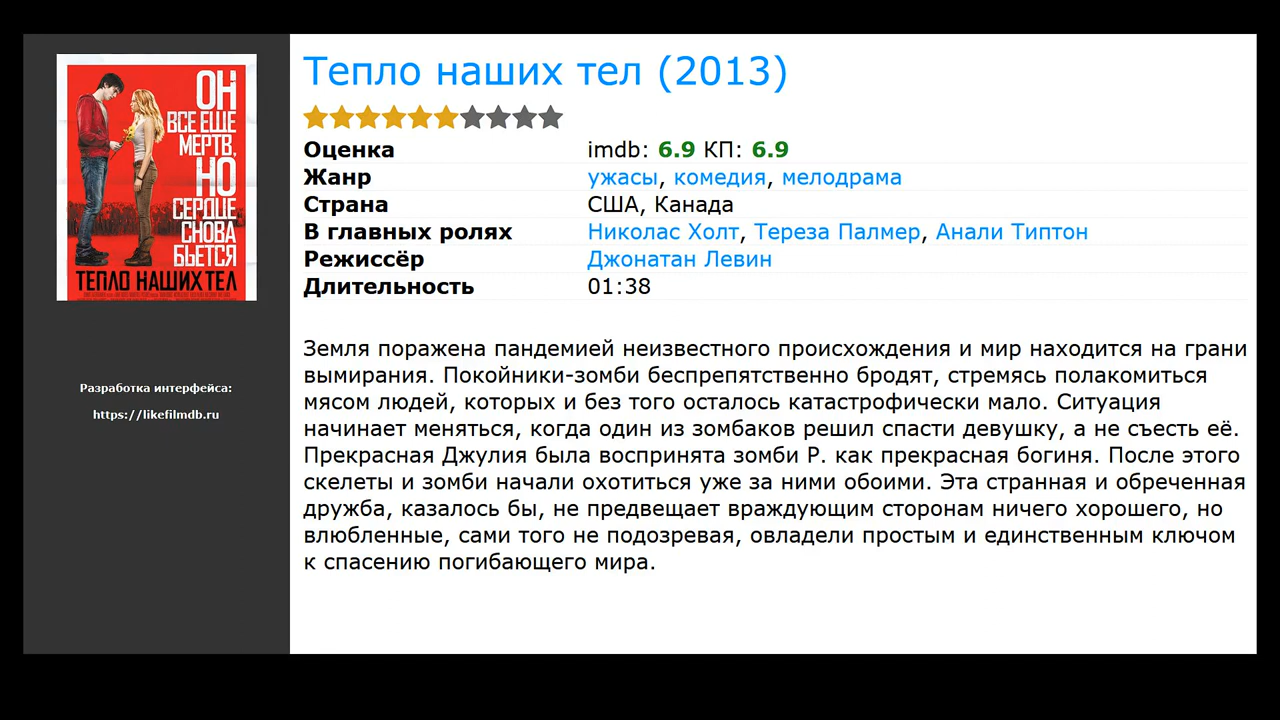 ОН
ВСЕ ЕЩЕ
МЕРТВ,
НО
СЕРДЦЕ
СНОВА
БЬЕТСЯ
ТЕПЛО НАШИХ ТЕЛ
Разработка интерфейса:
https://likefilmdb.ru
Тепло наших тел (2013)
Оценка imdb: 6.9 КП: 6.9
Жанр ужасы, комедия, мелодрама
Страна США, Канада
В главных ролях Николас Холт, Тереза Палмер, Анали Типтон
Режиссёр Джонатан Левин
Длительность 01:38
Земля поражена пандемией неизвестного происхождения и мир находится на грани
вымирания. Покойники-зомби беспрепятственно бродят, стремясь полакомиться
мясом людей, которых и без того осталось катастрофически мало. Ситуация
начинает меняться, когда один из зомбаков решил спасти девушку, а не съесть её.
Прекрасная Джулия была воспринята зомби Р. как прекрасная богиня. После этого
скелеты и зомби начали охотиться уже за ними обоими. Эта странная и обреченная
дружба, казалось бы, не предвещает враждующим сторонам ничего хорошего, но
влюбленные, сами того не подозревая, овладели простым и единственным ключом
к спасению погибающего мира.